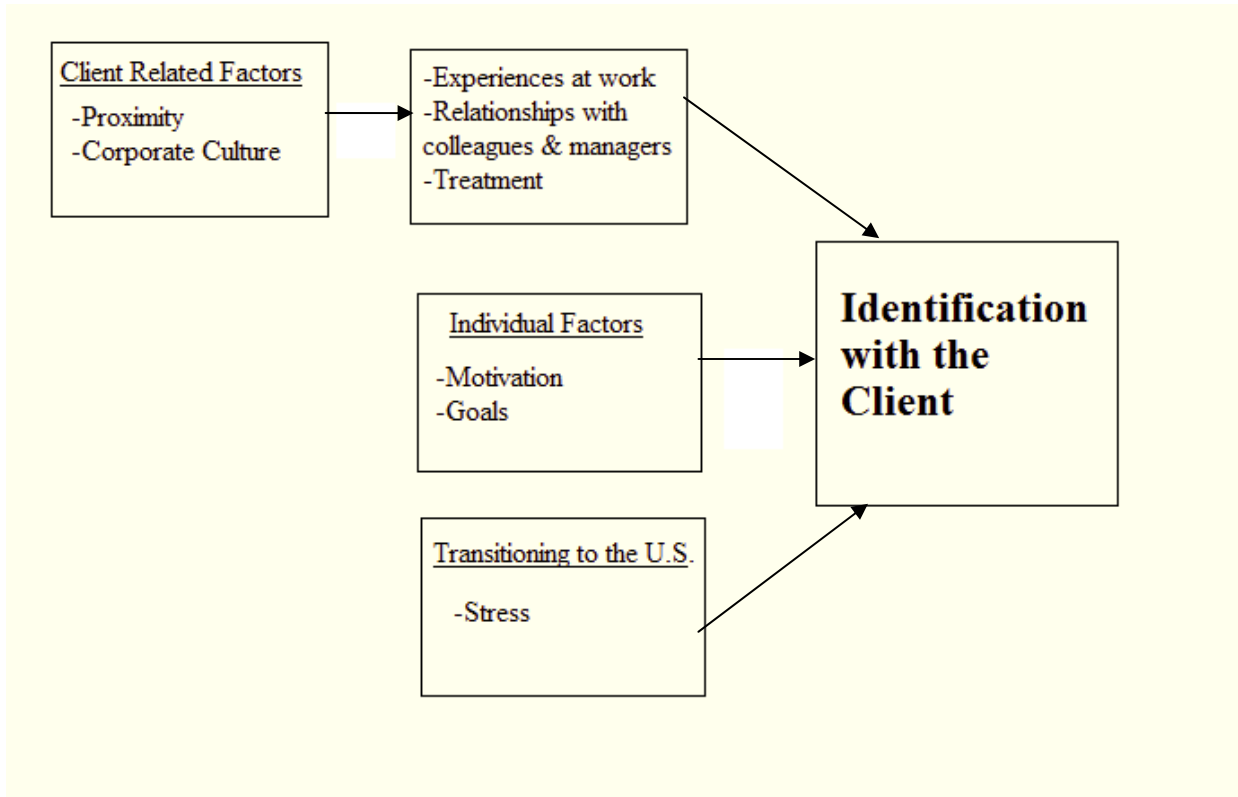 Client Related Factors
-Proximity
-Corporate Culture
-Experiences at work
-Relationships with
colleagues & managers
-Treatment
Individual Factors
-Motivation
-Goals
Identification
with the
Client
Transitioning to the U.S.
-Stress